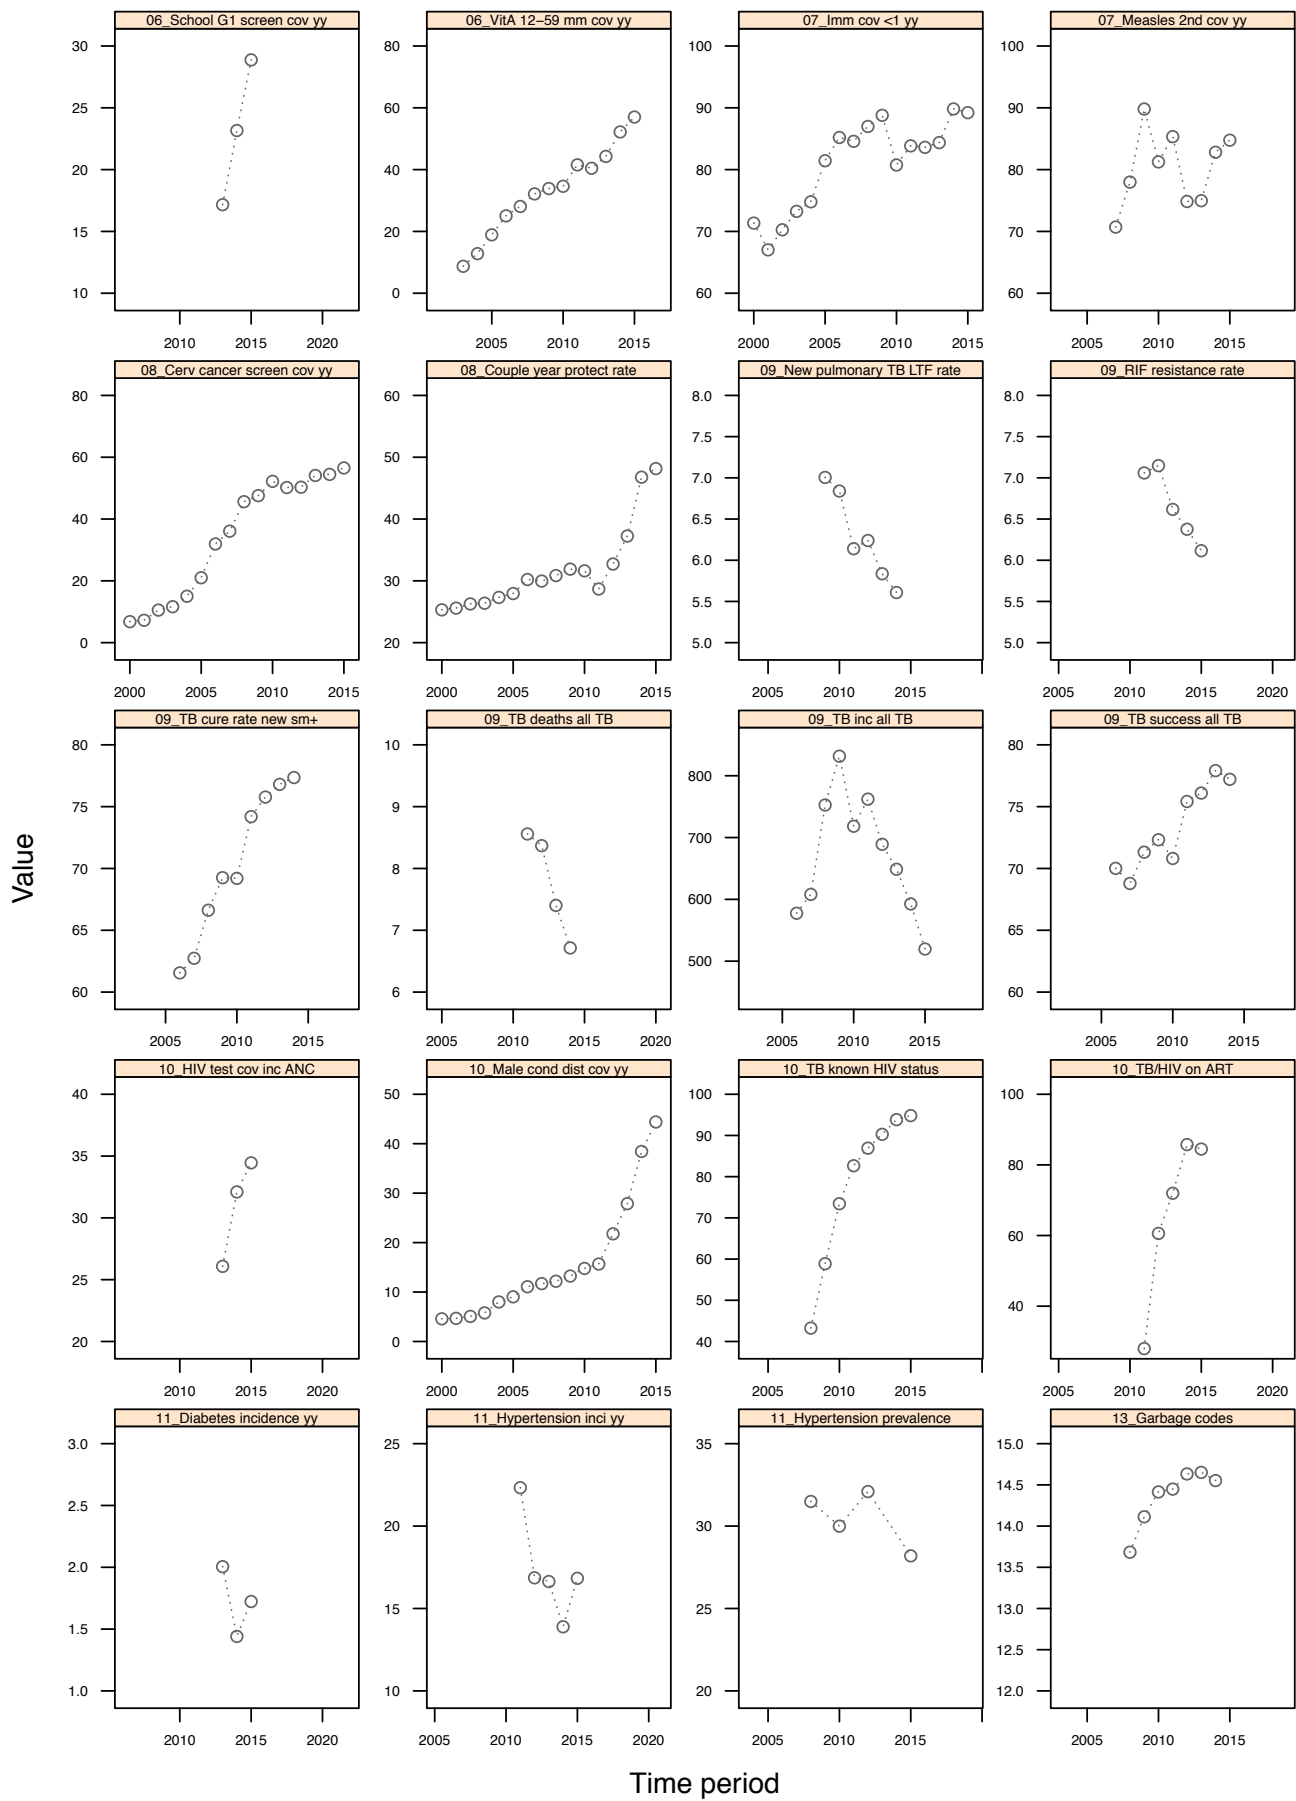 06_School G1 screen cov yy
30
25
20
15
10
2010 2015 2020
06_VitA 12−59 mm cov yy
80
60
40
20
0
2005 2010 2015
07_Imm cov <1 yy
100
90
80
70
60
2000 2005 2010 2015
07_Measles 2nd cov yy
100
90
80
70
60
2005 2010 2015
08_Cerv cancer screen cov yy
80
60
40
20
0
2000 2005 2010 2015
08_Couple year protect rate
60
50
40
30
20
2000 2005 2010 2015
09_New pulmonary TB LTF rate
8.0
7.5
7.0
6.5
6.0
5.5
5.0
2005 2010 2015
09_RIF resistance rate
8.0
7.5
7.0
6.5
6.0
5.5
5.0
2005 2010 2015 2020
09_TB cure rate new sm+
80
75
70
65
60
2005 2010 2015
09_TB deaths all TB
10
9
8
7
6
2005 2010 2015 2020
09_TB inc all TB
800
700
600
500
2005 2010 2015
09_TB success all TB
80
75
70
65
60
2005 2010 2015
10_HIV test cov inc ANC
40
35
30
25
20
2010 2015 2020
10_Male cond dist cov yy
50
40
30
20
10
0
2000 2005 2010 2015
10_TB known HIV status
100
90
80
70
60
50
40
2005 2010 2015
10_TB/HIV on ART
100
80
60
40
2005 2010 2015 2020
11_Diabetes incidence yy
3.0
2.5
2.0
1.5
1.0
2010 2015 2020
11_Hypertension inci yy
25
20
15
10
2005 2010 2015 2020
11_Hypertension prevalence
35
30
25
20
2005 2010 2015
13_Garbage codes
15.0
14.5
14.0
13.5
13.0
12.5
12.0
2005 2010 2015
Value
Time period